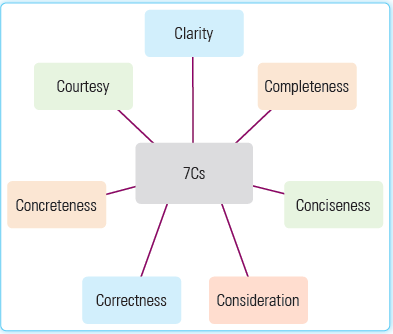 Clarity
Courtesy
Completeness
7Cs
Concreteness
Conciseness
Correctness
Consideration